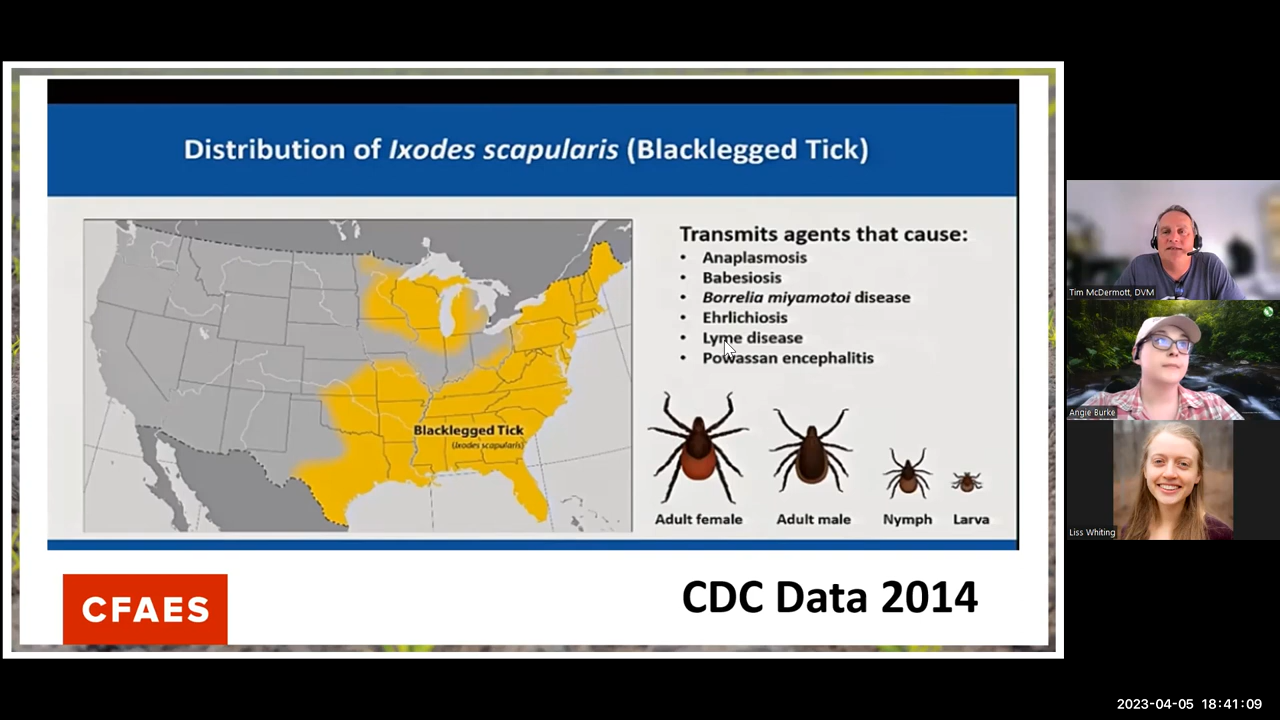 Distribution of Ixodes scapularis (Blacklegged Tick)
Blacklegged Tick
(Ixodes scapularis)
Transmits agents that cause:
• Anaplasmosis
• Babesiosis
• Borrelia miyamotoi disease
• Ehrlichiosis
• Lyme disease
• Powassan encephalitis
Adult female Adult male Nymph Larva
CFAES
CDC Data 2014
Tim McDermott, DVM
Angie Burke
Liss Whiting
2023-04-05 18:41:09